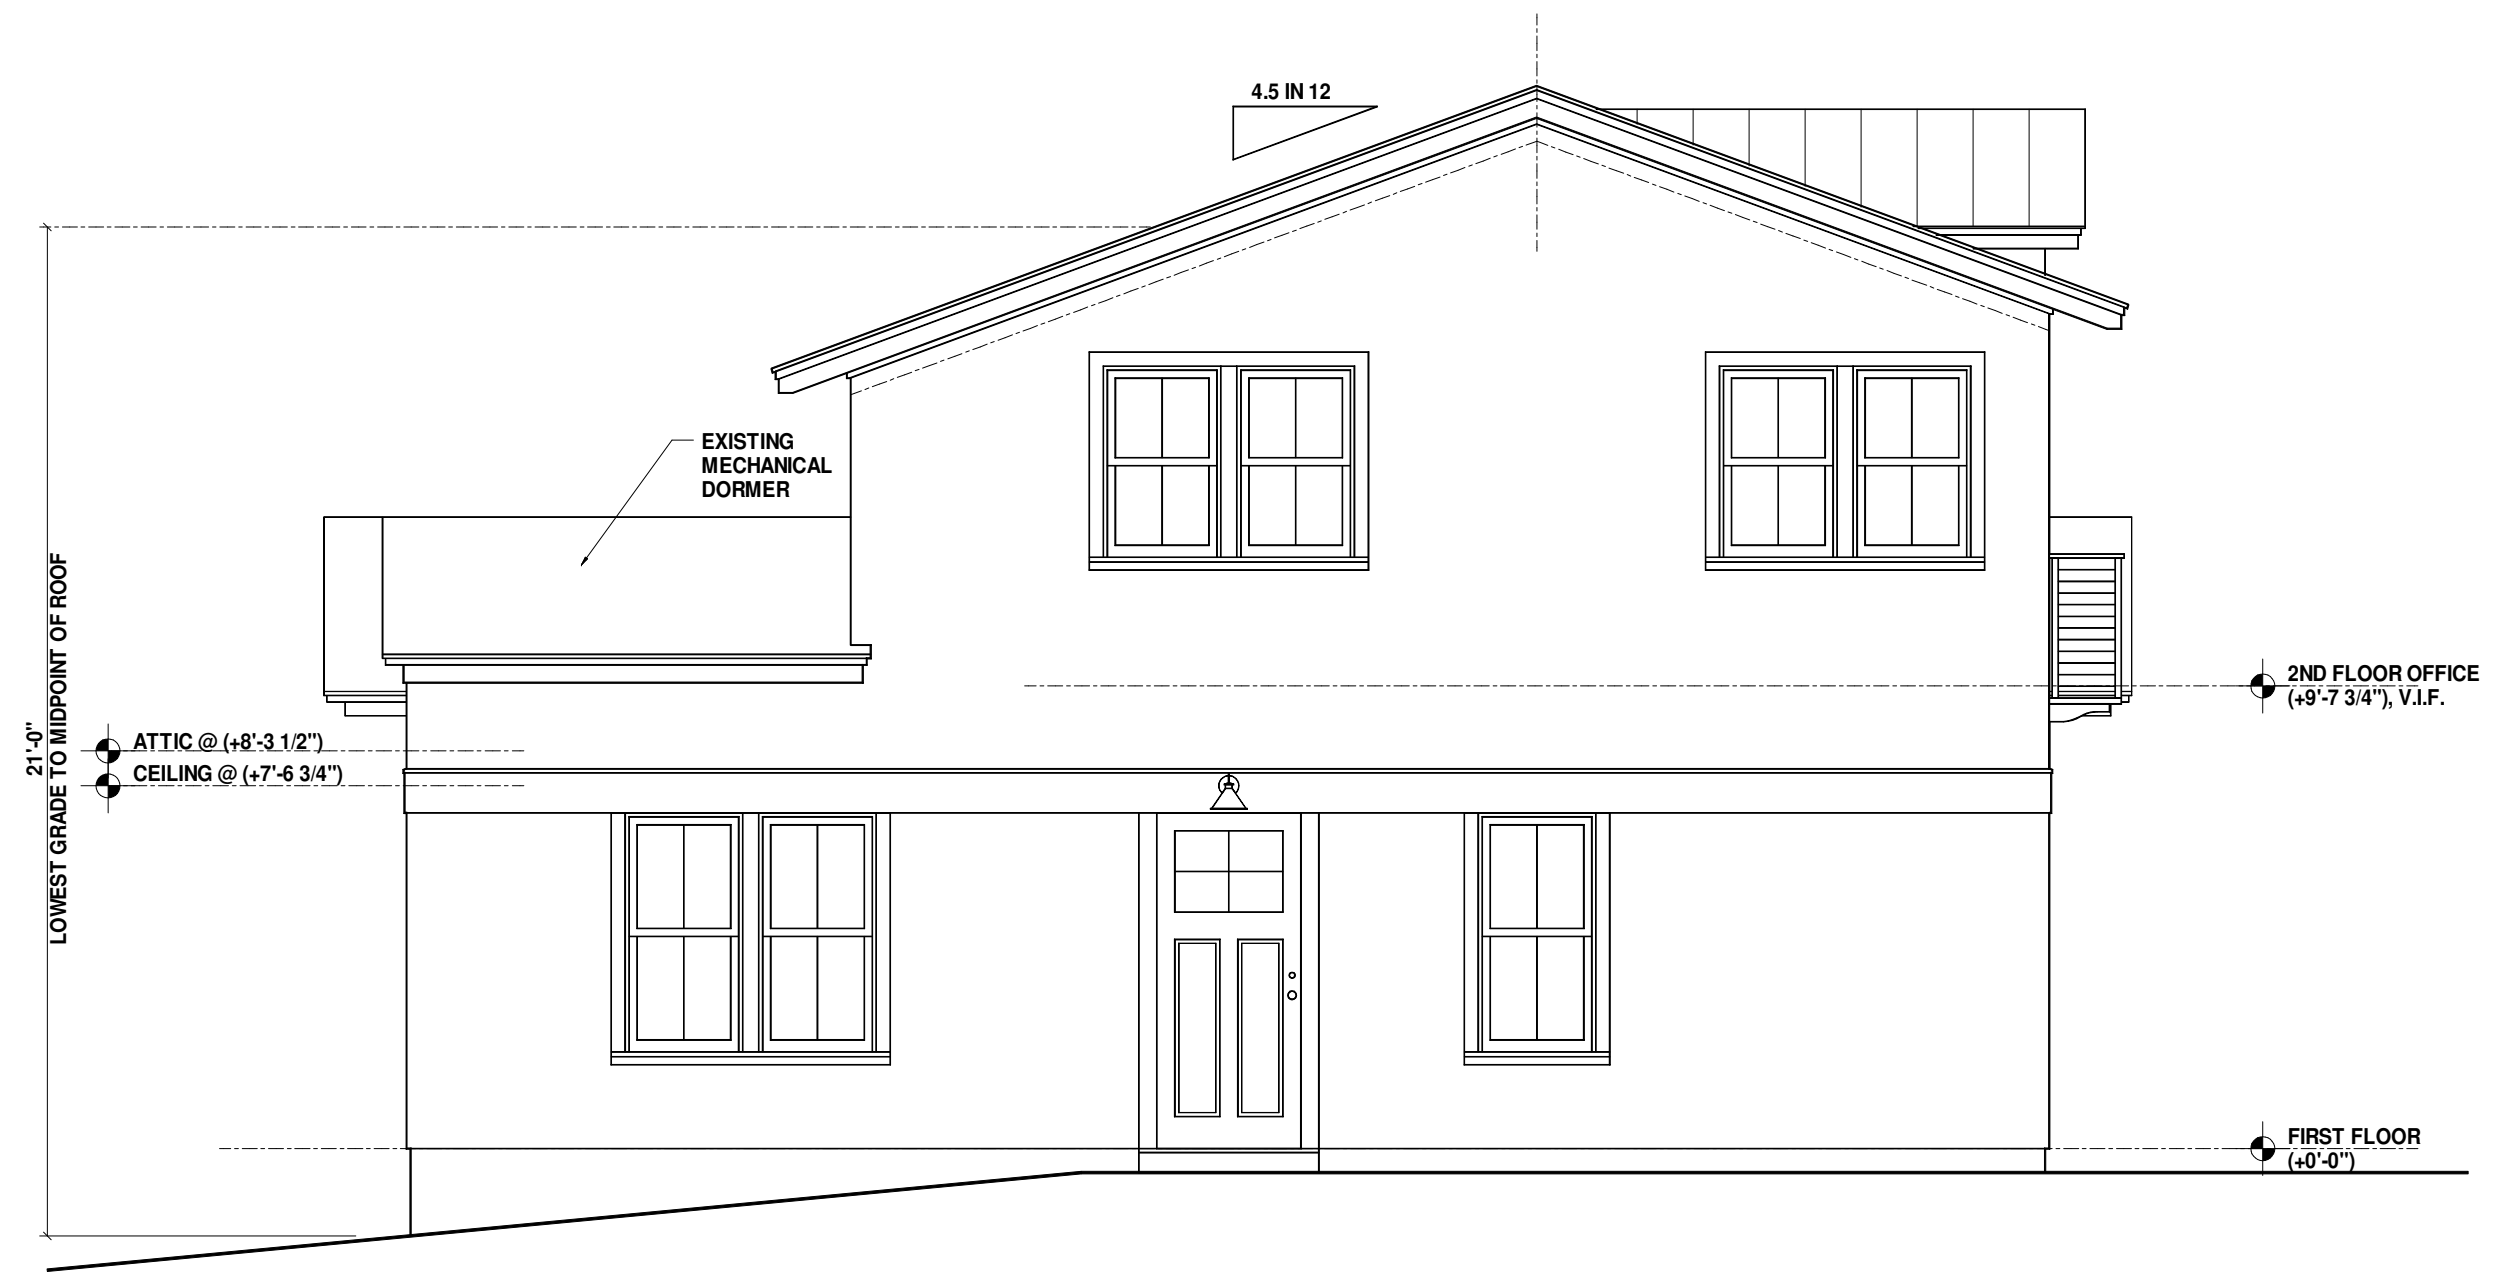 4.5 IN 12
EXISTING
MECHANICAL
DORMER
21'-0"
LOWEST GRADE TO MIDPOINT OF ROOF
2ND FLOOR OFFICE
(+9'-7 3/4"), V.I.F.
ATTIC @ (+8'-3 1/2")
CEILING @ (+7'-6 3/4")
FIRST FLOOR
(+0'-0")